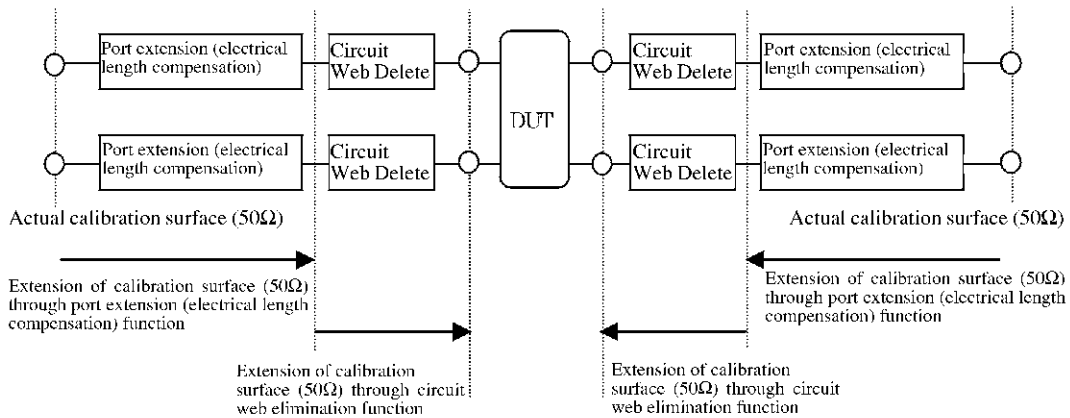 Port extension (electrical
length compensation)
Circuit
Web Delete
Circuit
Web Delete
Port extension (electrical
length compensation)
DUT
Port extension (electrical
length compensation)
Circuit
Web Delete
Circuit
Web Delete
Port extension (electrical
length compensation)
Actual calibration surface (50Ω)
Actual calibration surface (50Ω)
Extension of calibration surface (50Ω)
through port extension (electrical length
compensation) function
Extension of calibration surface (50Ω)
through port extension (electrical length
compensation) function
Extension of calibration
surface (50Ω) through circuit
web elimination function
Extension of calibration
surface (50Ω) through circuit
web elimination function